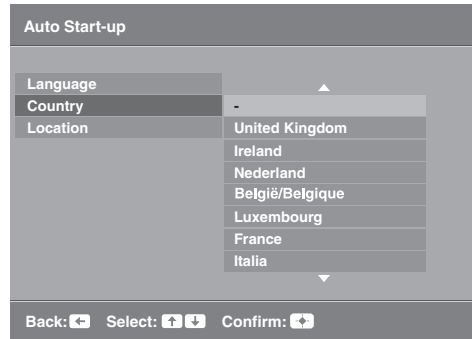 Auto Start-up
Language
Country
Location
-
United Kingdom
Ireland
Nederland
België/Belgique
Luxembourg
France
Italia
Back: Select: Confirm: